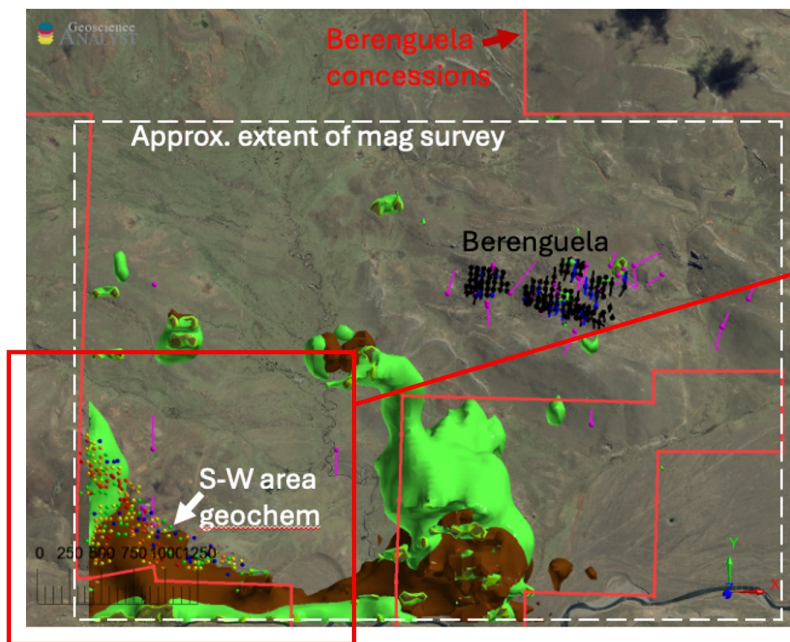 Geoscience
ANALYST
Berenguela
concessions
Approx. extent of mag survey
Berenguela
S-W area
geochem
0 250 500 750 1000 1250
Y
Z
X